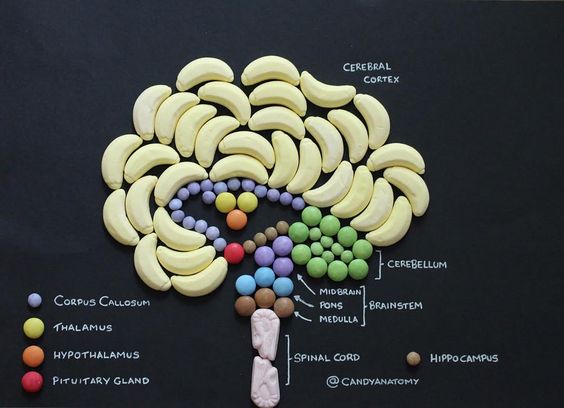 CEREBRAL
CORTEX
CEREBELLUM
MIDBRAIN
PONS
MEDULLA
BRAINSTEM
CORPUS CALLOSUM
THALAMUS
HYPOTHALAMUS
PITUITARY GLAND
SPINAL CORD
HIPPOCAMPUS
@CANDYANATOMY